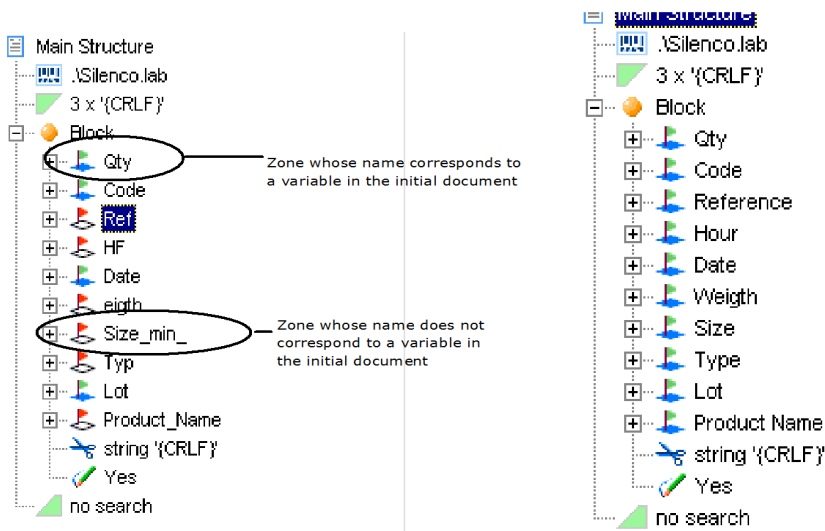 Main Structure
.\Silenco.lab
3 x '{CRLF}'
Block
Qty
Code
Ref
HF
Date
eigth
Size_min_
Typ
Lot
Product_Name
string '{CRLF}'
Yes
no search
Zone whose name corresponds to
a variable in the initial document
Zone whose name does not
correspond to a variable in
the initial document
Main Structure
.\Silenco.lab
3 x '{CRLF}'
Block
Qty
Code
Reference
Hour
Date
Weigth
Size
Type
Lot
Product Name
string '{CRLF}'
Yes
no search